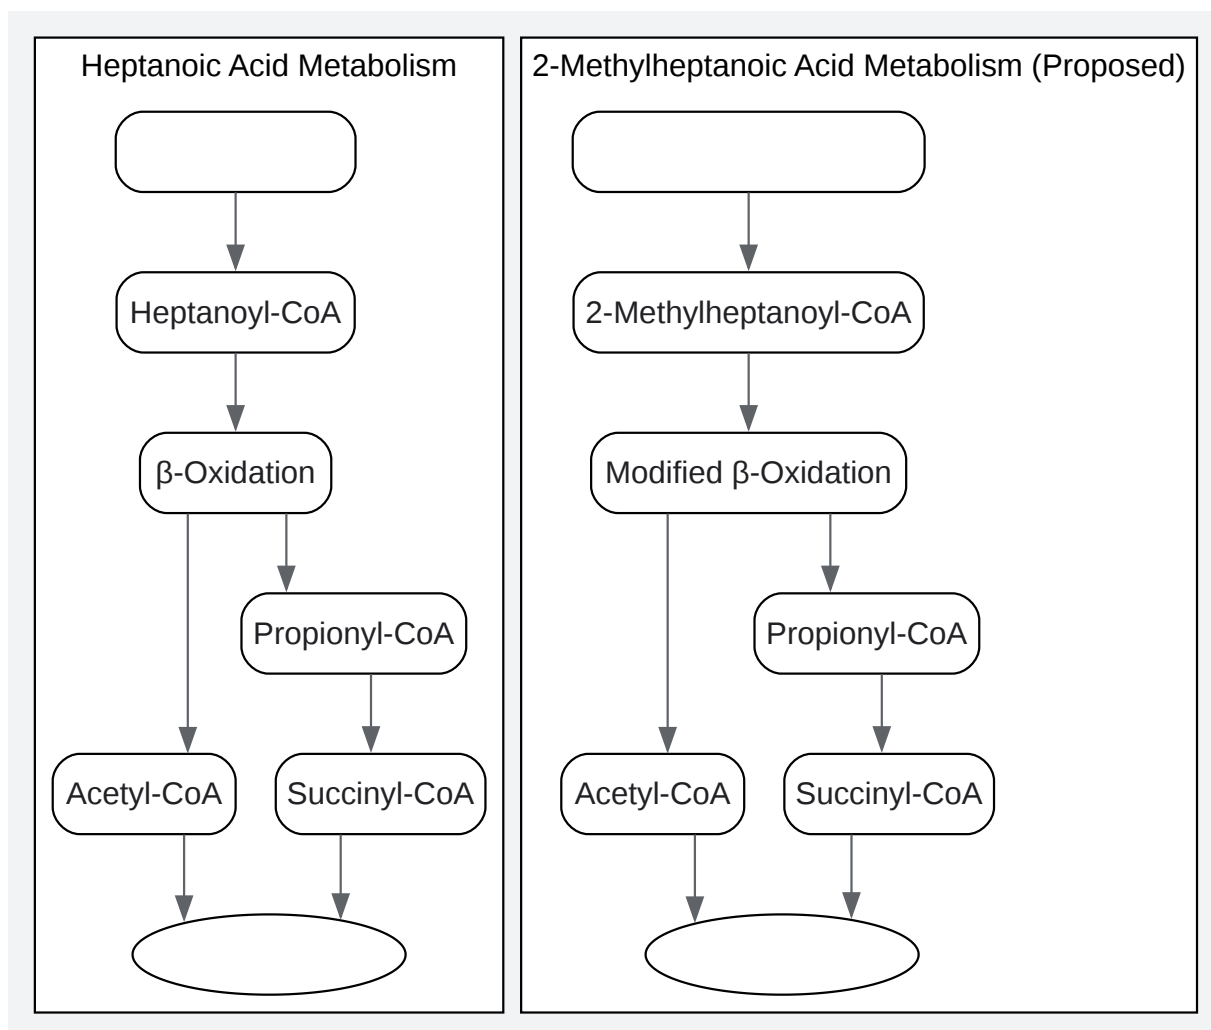 Heptanoic Acid Metabolism
Heptanoyl-CoA
β-Oxidation
Propionyl-CoA
Acetyl-CoA
Succinyl-CoA
2-Methylheptanoic Acid Metabolism (Proposed)
2-Methylheptanoyl-CoA
Modified β-Oxidation
Propionyl-CoA
Acetyl-CoA
Succinyl-CoA